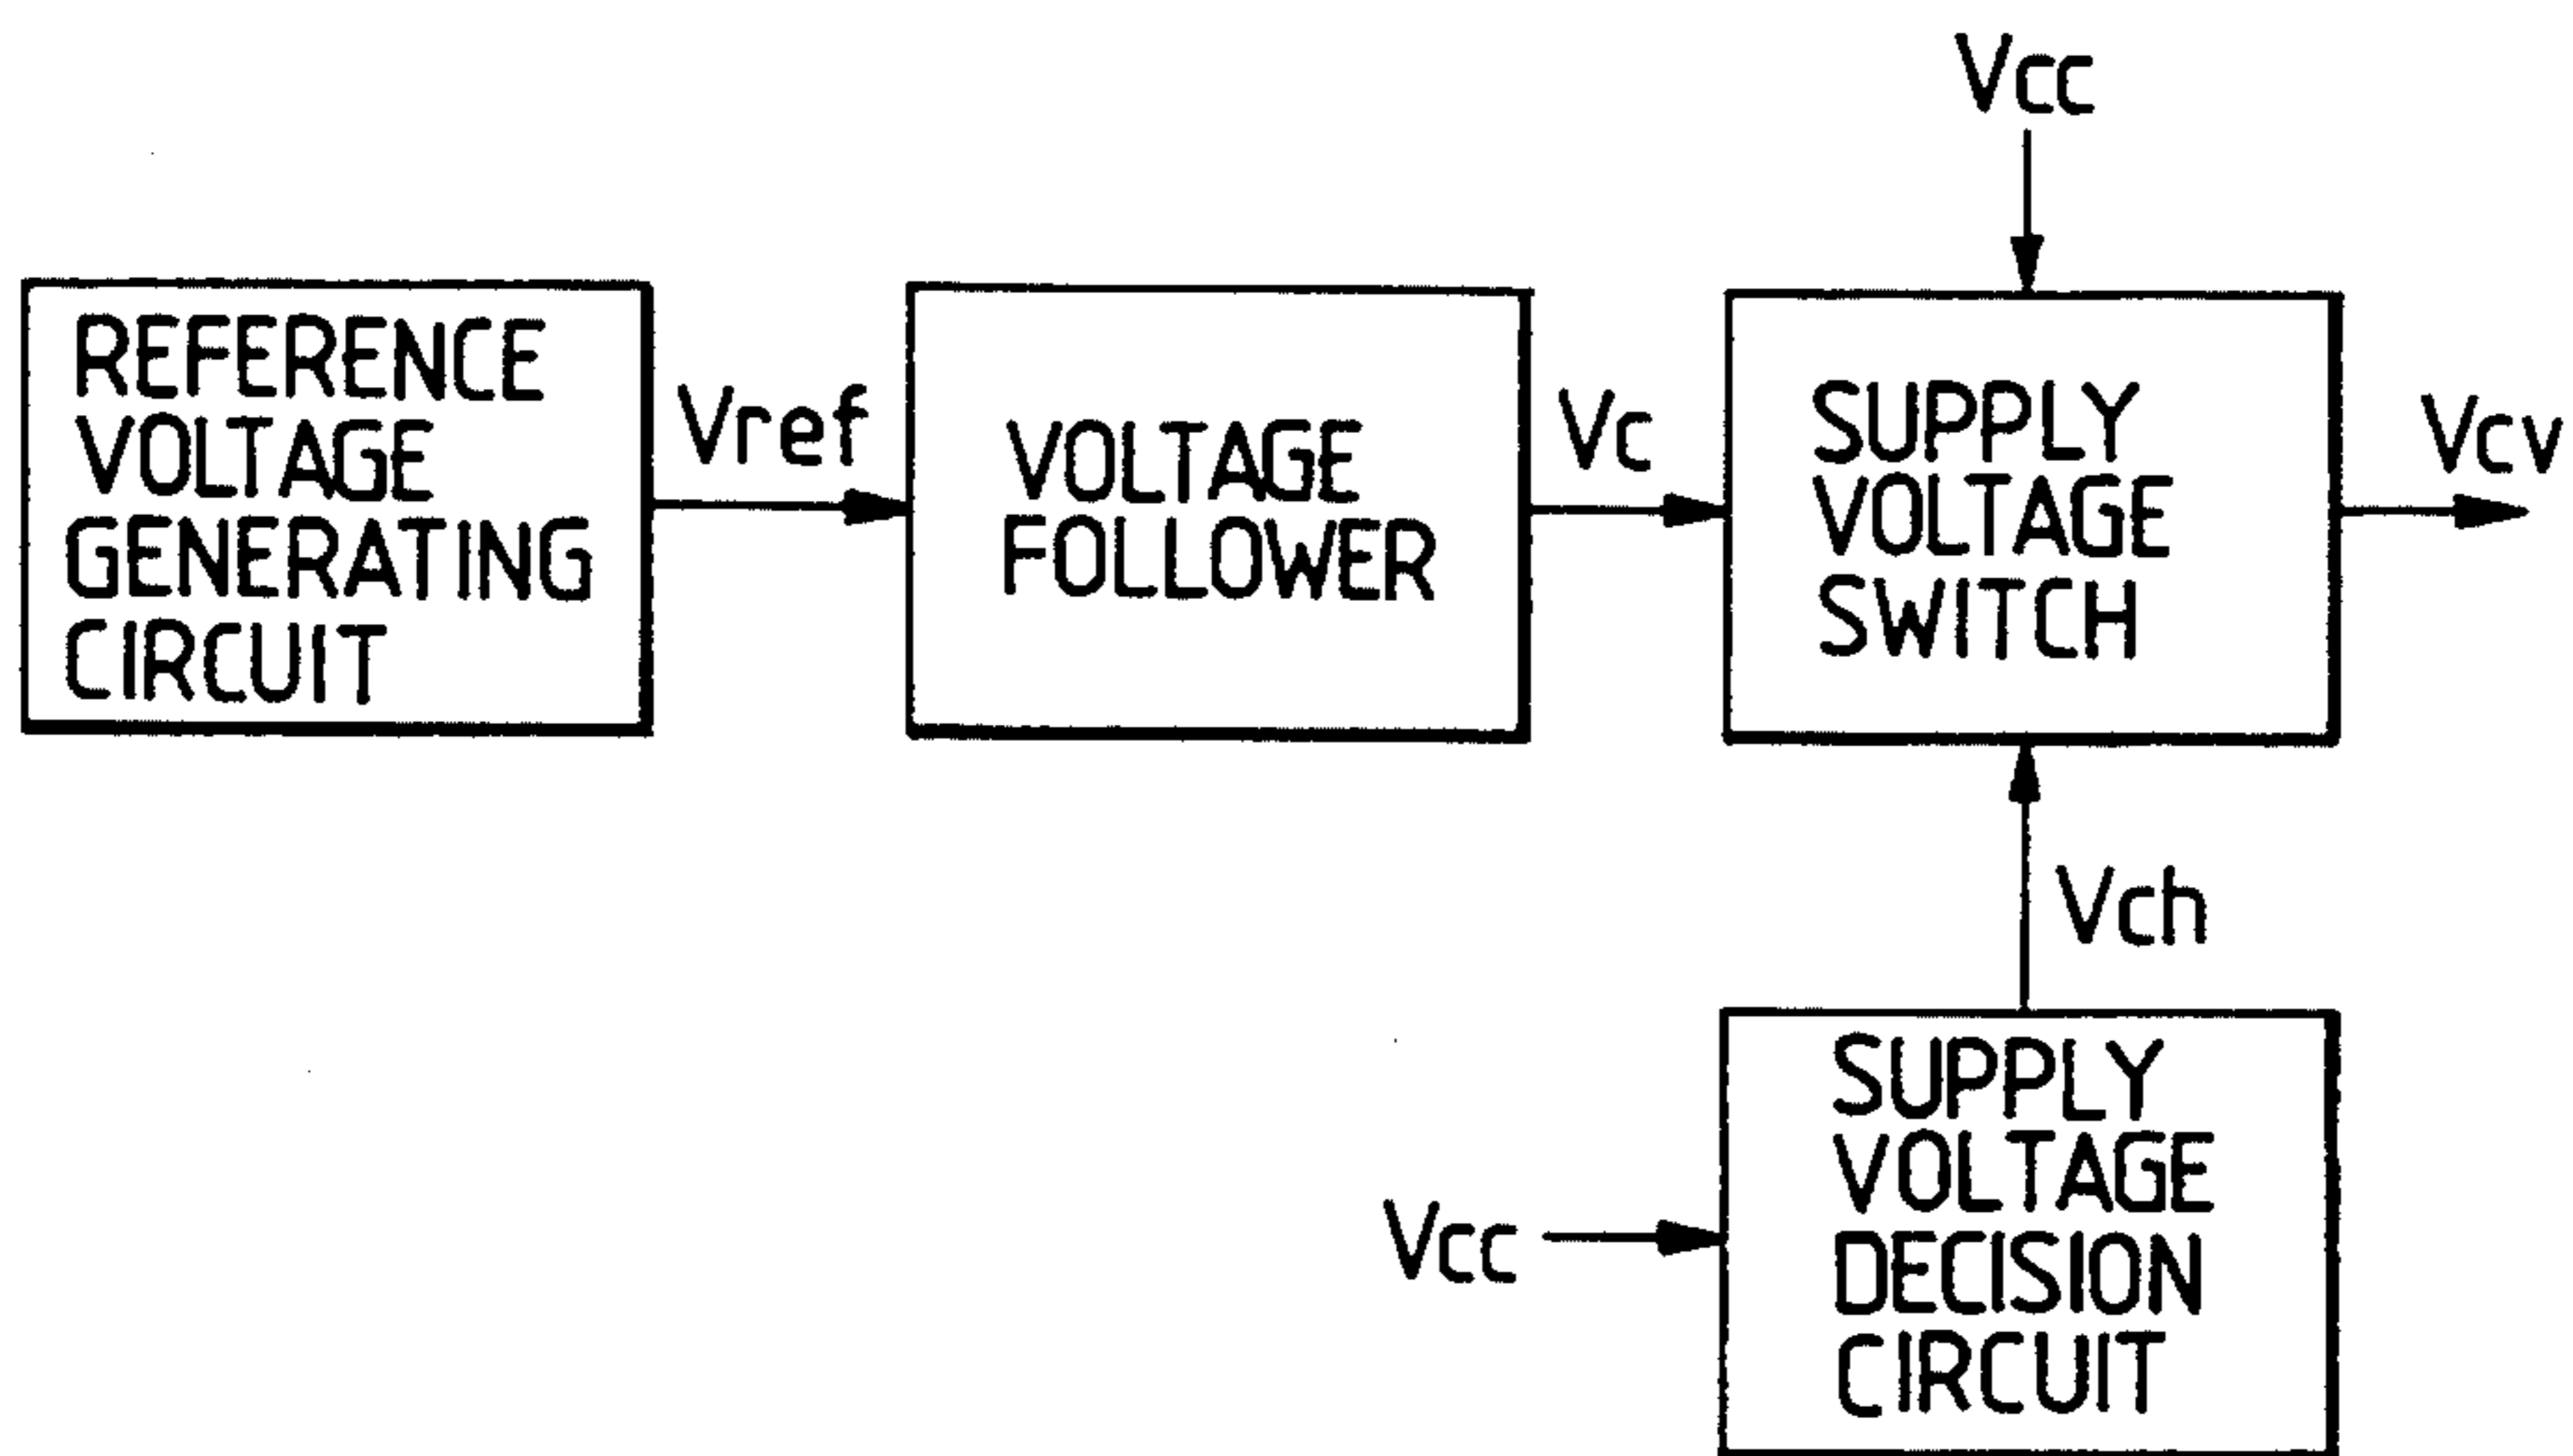 Vcc
REFERENCE
VOLTAGE
GENERATING
CIRCUIT
Vref
VOLTAGE
FOLLOWER
Vc
SUPPLY
VOLTAGE
SWITCH
Vcv
Vch
Vcc
SUPPLY
VOLTAGE
DECISION
CIRCUIT